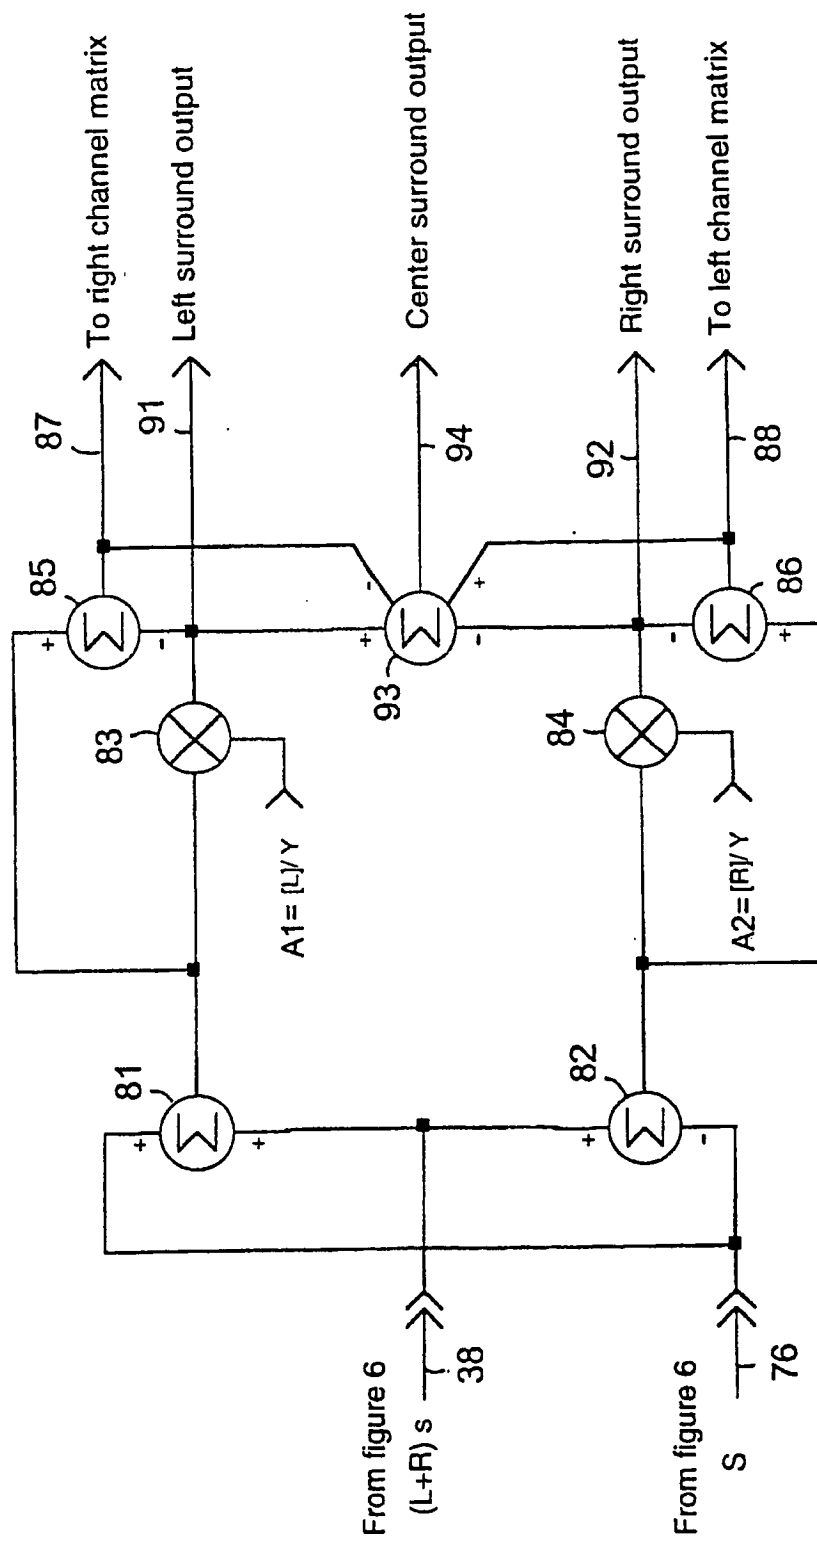 To right channel matrix
87
85
+
-
Left surround output
91
83
A1= [L]/Y
81
+
+
Center surround output
94
-
+
+
-
93
From figure 6
(L+R) s
38
Right surround output
92
84
A2=[R]/Y
82
+
-
To left channel matrix
88
86
-
+
From figure 6
S
76